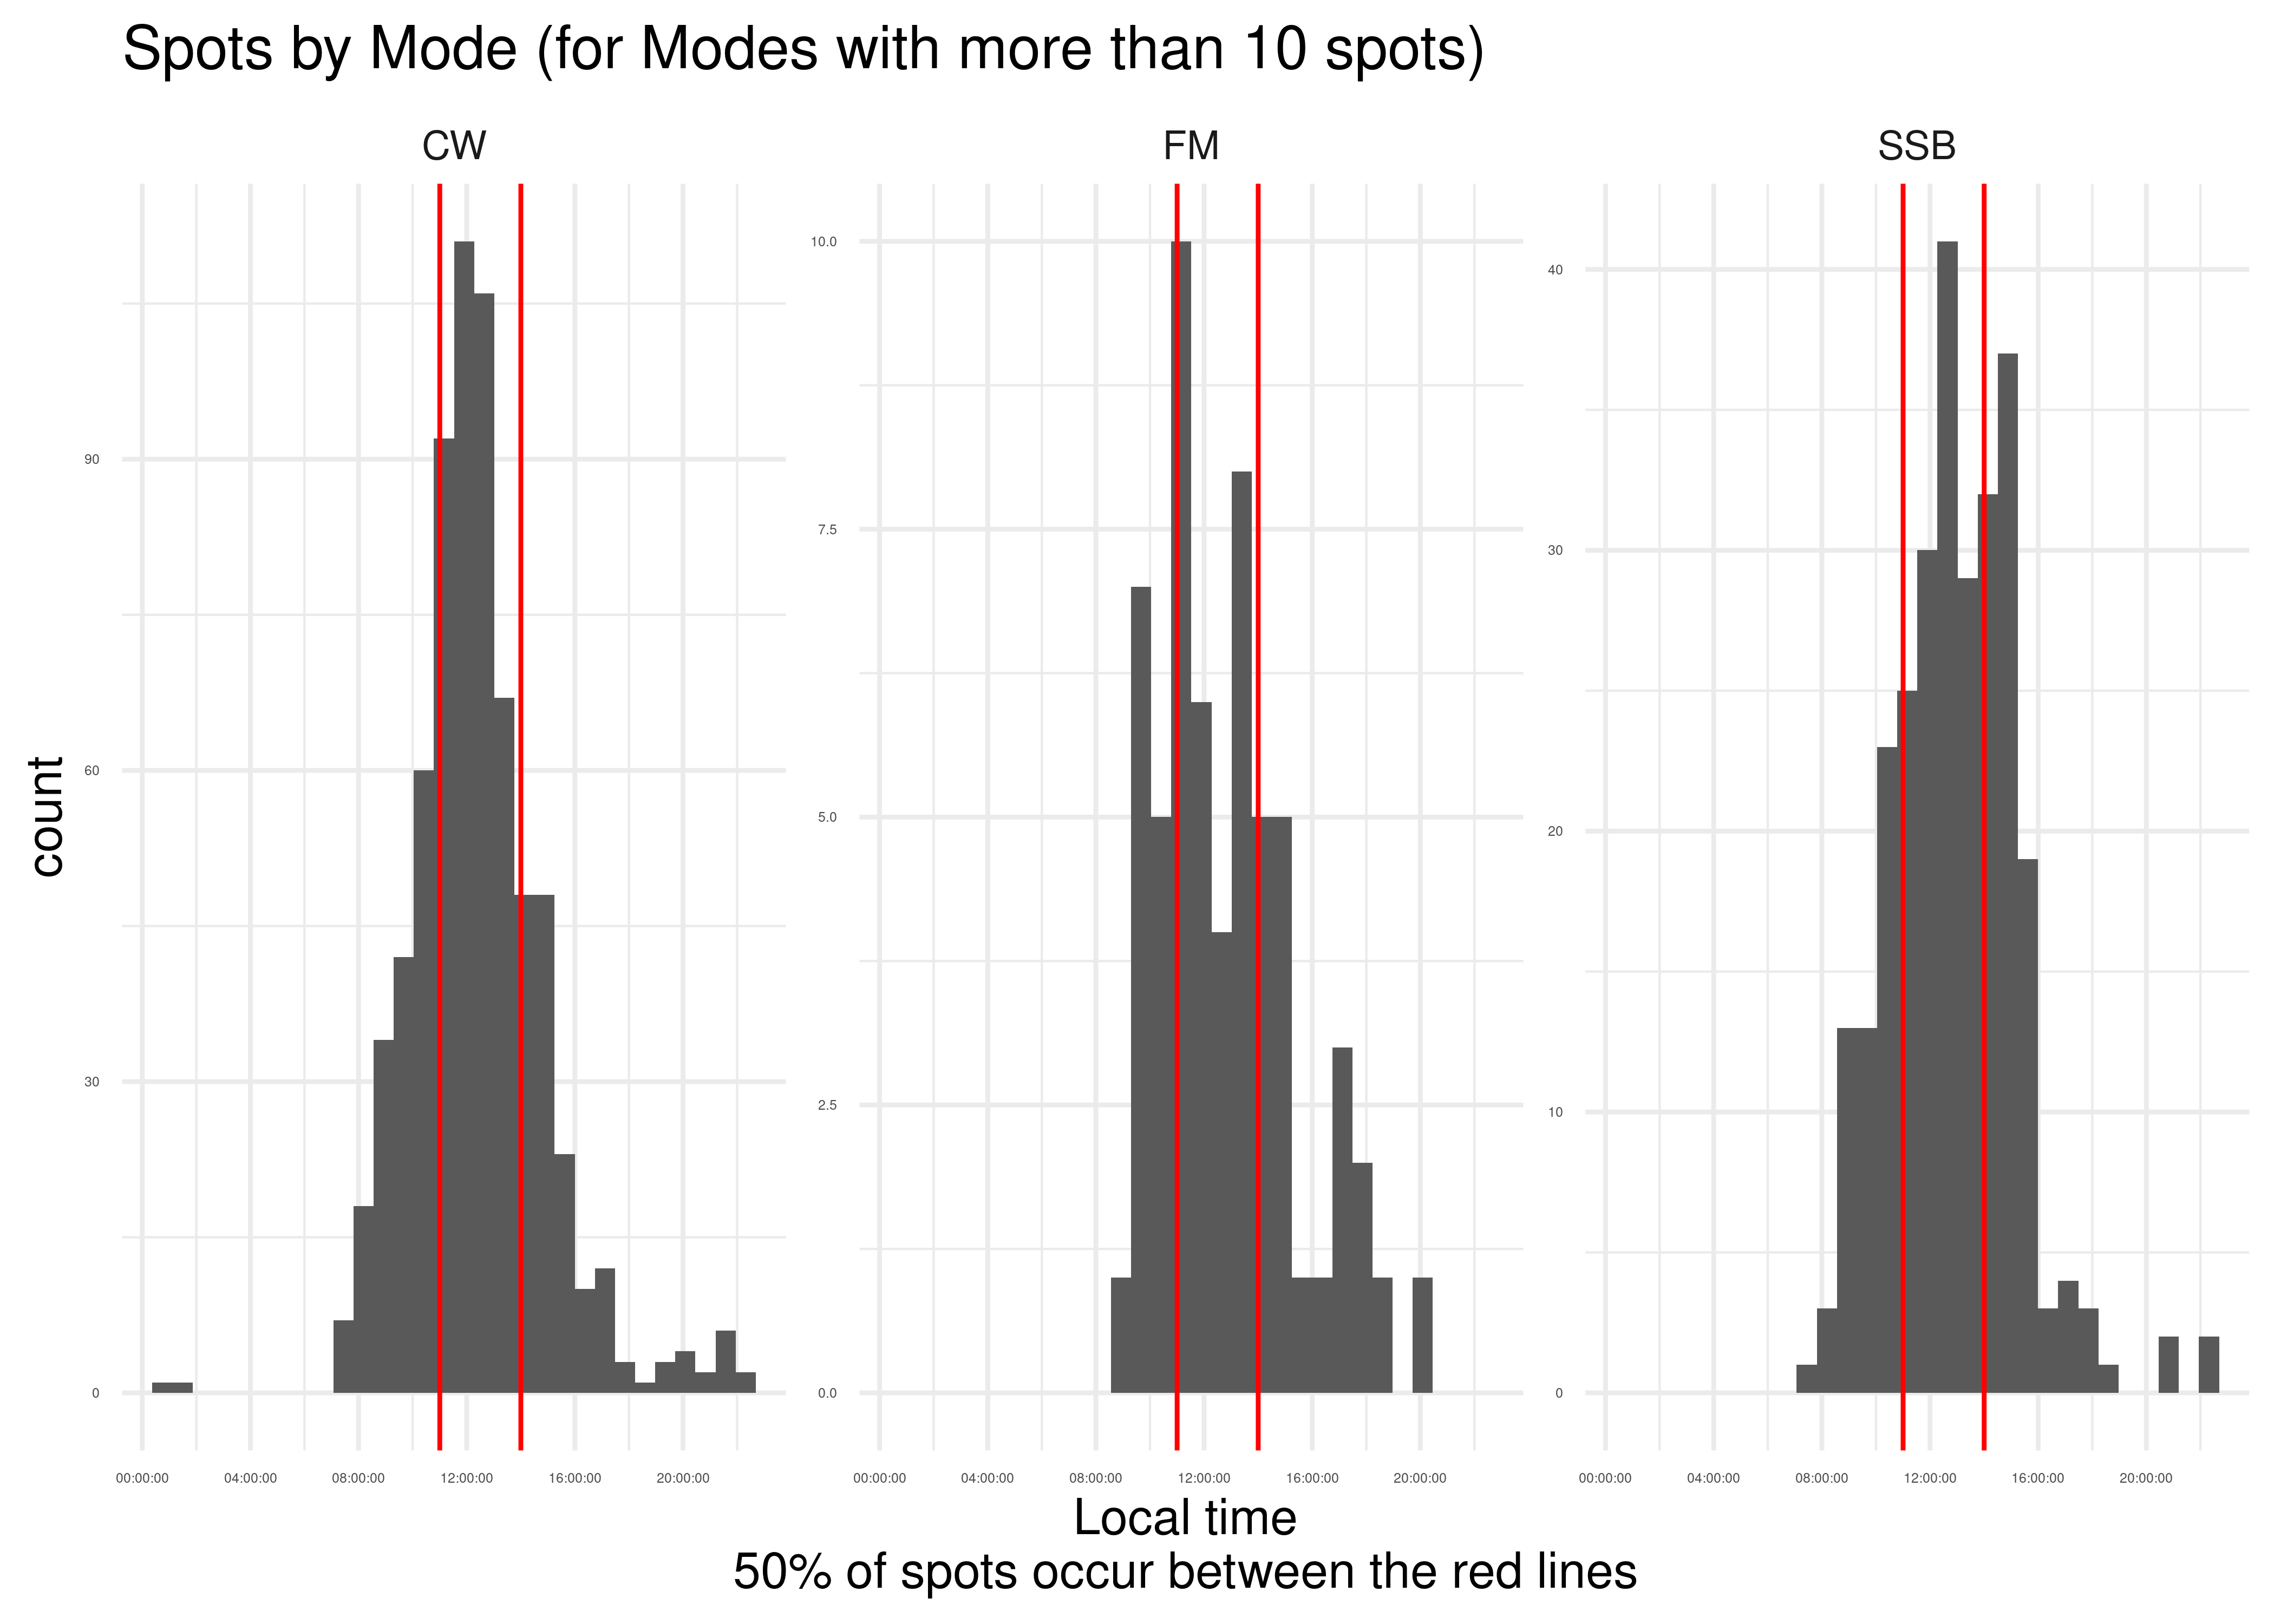 Spots by Mode (for Modes with more than 10 spots)
CW
FM
SSB
count
90
60
30
0
10.0
7.5
5.0
2.5
0.0
40
30
20
10
0
00:00:00 04:00:00 08:00:00 12:00:00 16:00:00 20:00:00
00:00:00 04:00:00 08:00:00 12:00:00 16:00:00 20:00:00
00:00:00 04:00:00 08:00:00 12:00:00 16:00:00 20:00:00
Local time
50% of spots occur between the red lines